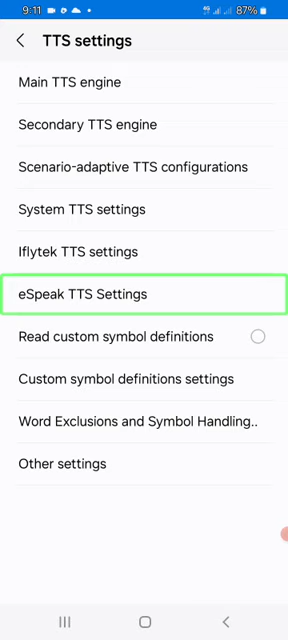 9:11
87%
TTS settings
Main TTS engine
Secondary TTS engine
Scenario-adaptive TTS configurations
System TTS settings
Iflytek TTS settings
eSpeak TTS Settings
Read custom symbol definitions
Custom symbol definitions settings
Word Exclusions and Symbol Handling..
Other settings